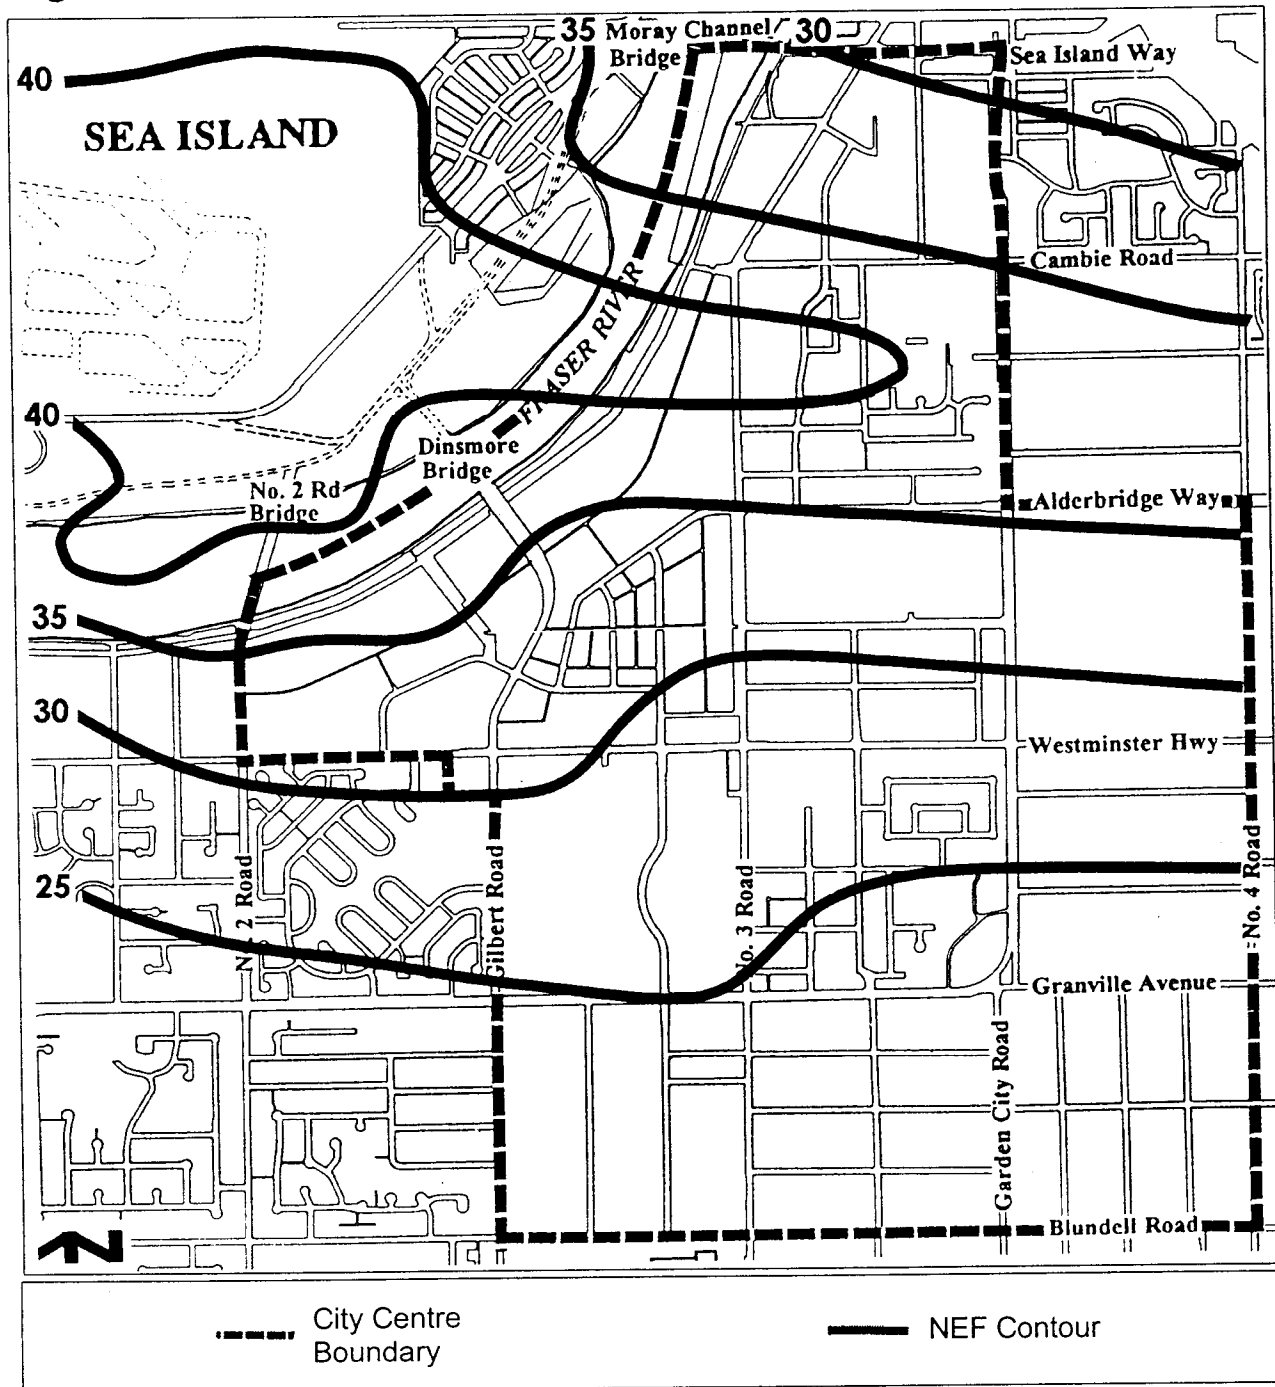 35 Moray Channel 30
Bridge
Sea Island Way
40
SEA ISLAND
Cambie Road
FRASER RIVER
40
Dinsmore
Bridge
No. 2 Rd
Bridge
Alderbridge Way
35
30
Westminster Hwy
25
No. 2 Road
Gilbert Road
No. 3 Road
No. 4 Road
Granville Avenue
Garden City Road
Blundell Road
N
City Centre
Boundary
NEF Contour